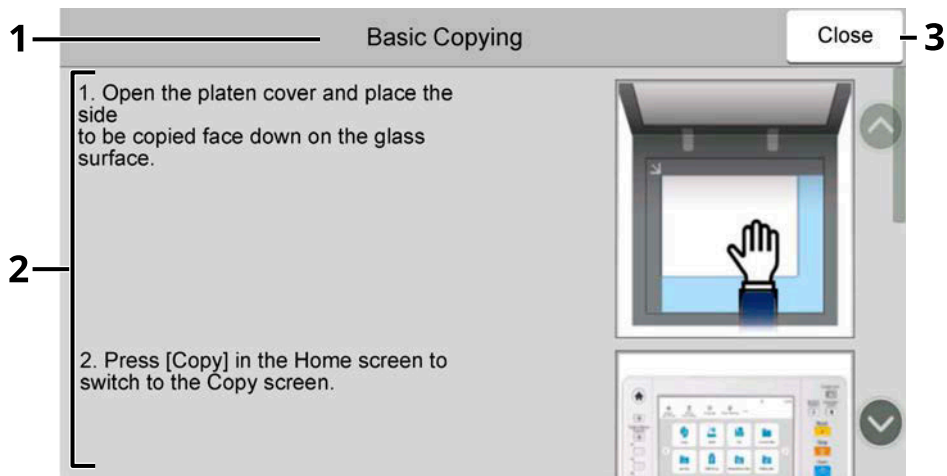 1
Basic Copying
Close
3
1. Open the platen cover and place the
side
to be copied face down on the glass
surface.
2
2. Press [Copy] in the Home screen to
switch to the Copy screen.